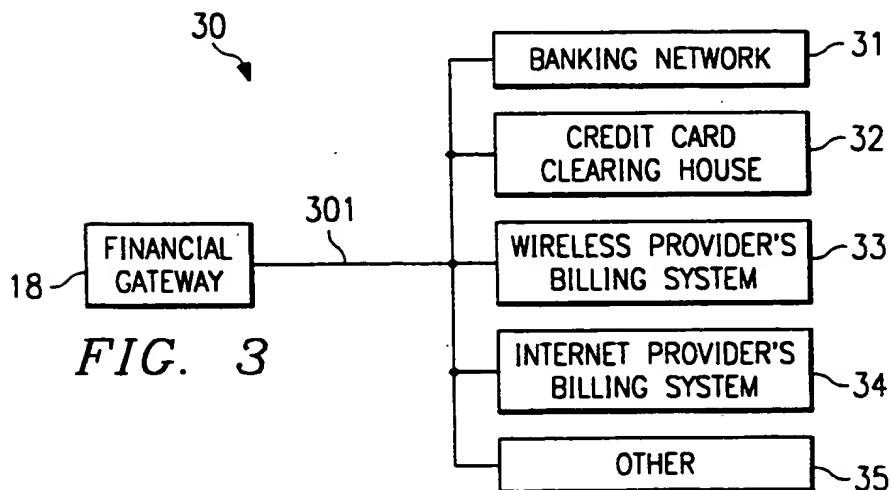 30
BANKING NETWORK
31
CREDIT CARD
CLEARING HOUSE
32
301
FINANCIAL
GATEWAY
18
WIRELESS PROVIDER'S
BILLING SYSTEM
33
FIG. 3
INTERNET PROVIDER'S
BILLING SYSTEM
34
OTHER
35